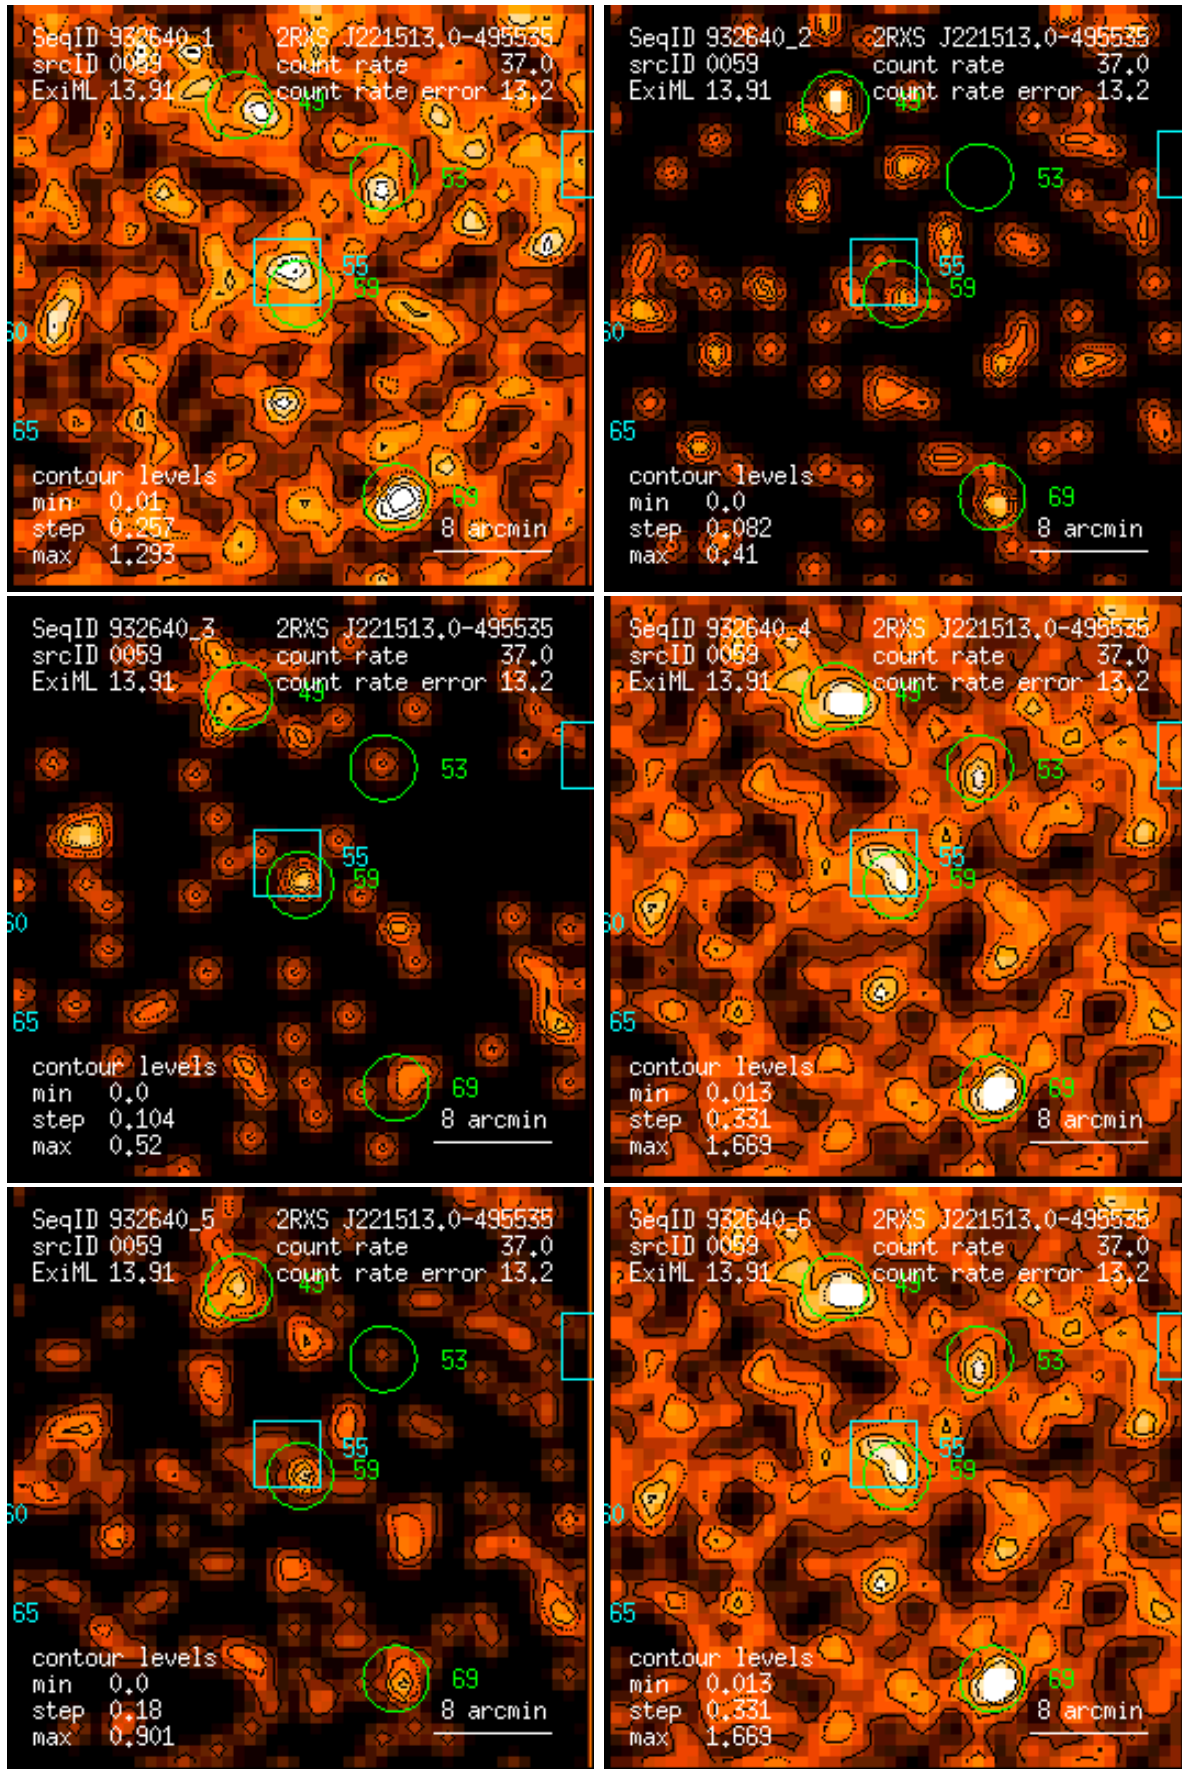 SeqID 932640_1 2RXS J221513.0-495535
srcID 0059 count rate 37.0
ExiML 13.91 count rate error 13.2
49
53
55
59
60
65
contour levels
min 0.01 69
step 0.257 8 arcmin
max 1.293
SeqID 932640_2 2RXS J221513.0-495535
srcID 0059 count rate 37.0
ExiML 13.91 count rate error 13.2
49
53
55
59
60
65
contour levels
min 0.0 69
step 0.082 8 arcmin
max 0.41
SeqID 932640_3 2RXS J221513.0-495535
srcID 0059 count rate 37.0
ExiML 13.91 count rate error 13.2
49
53
55
59
60
65
contour levels
min 0.0 69
step 0.104 8 arcmin
max 0.52
SeqID 932640_4 2RXS J221513.0-495535
srcID 0059 count rate 37.0
ExiML 13.91 count rate error 13.2
49
53
55
59
60
65
contour levels
min 0.013 69
step 0.331 8 arcmin
max 1.669
SeqID 932640_5 2RXS J221513.0-495535
srcID 0059 count rate 37.0
ExiML 13.91 count rate error 13.2
49
53
55
59
60
65
contour levels
min 0.0 69
step 0.18 8 arcmin
max 0.901
SeqID 932640_6 2RXS J221513.0-495535
srcID 0059 count rate 37.0
ExiML 13.91 count rate error 13.2
49
53
55
59
60
65
contour levels
min 0.013 69
step 0.331 8 arcmin
max 1.669